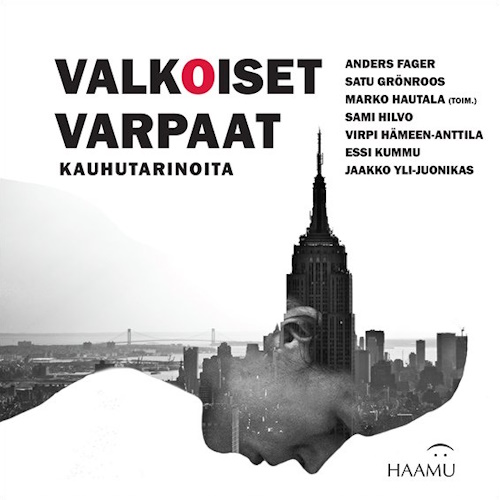 VALKOISET
VARPAAT
KAUHUTARINOITA
ANDERS FAGER
SATU GRÖNROOS
MARKO HAUTALA (TOIM.)
SAMI HILVO
VIRPI HÄMEEN-ANTTILA
ESSI KUMMU
JAAKKO YLI-JUONIKAS
HAAMU